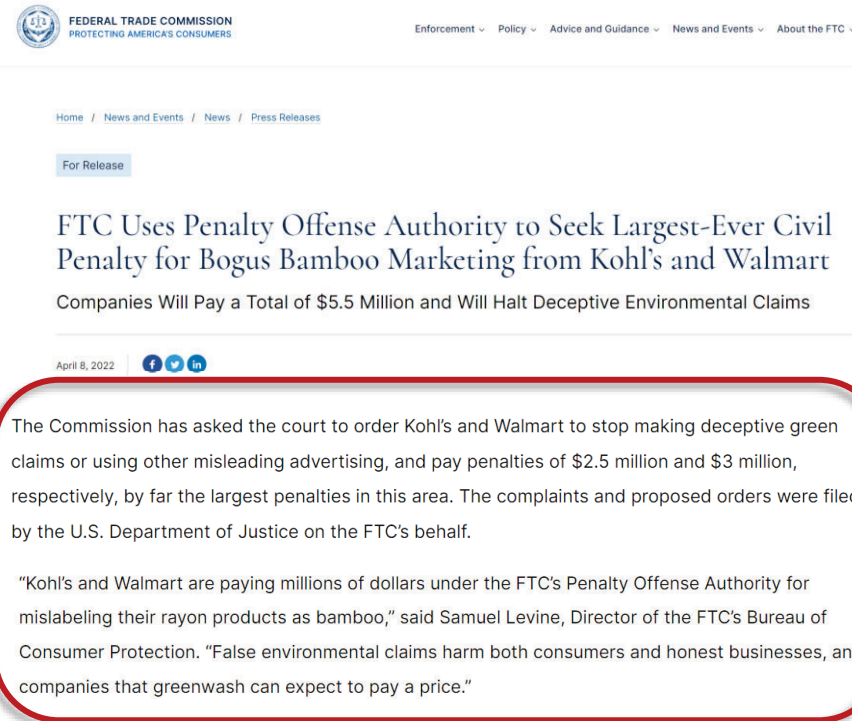 FEDERAL TRADE COMMISSION
PROTECTING AMERICA'S CONSUMERS
Enforcement Policy Advice and Guidance News and Events About the FTC
Home / News and Events / News / Press Releases
For Release
FTC Uses Penalty Offense Authority to Seek Largest-Ever Civil
Penalty for Bogus Bamboo Marketing from Kohl's and Walmart
Companies Will Pay a Total of $5.5 Million and Will Halt Deceptive Environmental Claims
April 8, 2022
The Commission has asked the court to order Kohl's and Walmart to stop making deceptive green
claims or using other misleading advertising, and pay penalties of $2.5 million and $3 million,
respectively, by far the largest penalties in this area. The complaints and proposed orders were file
by the U.S. Department of Justice on the FTC's behalf.
“Kohl's and Walmart are paying millions of dollars under the FTC's Penalty Offense Authority for
mislabeling their rayon products as bamboo,” said Samuel Levine, Director of the FTC's Bureau of
Consumer Protection. “False environmental claims harm both consumers and honest businesses, an
companies that greenwash can expect to pay a price.”